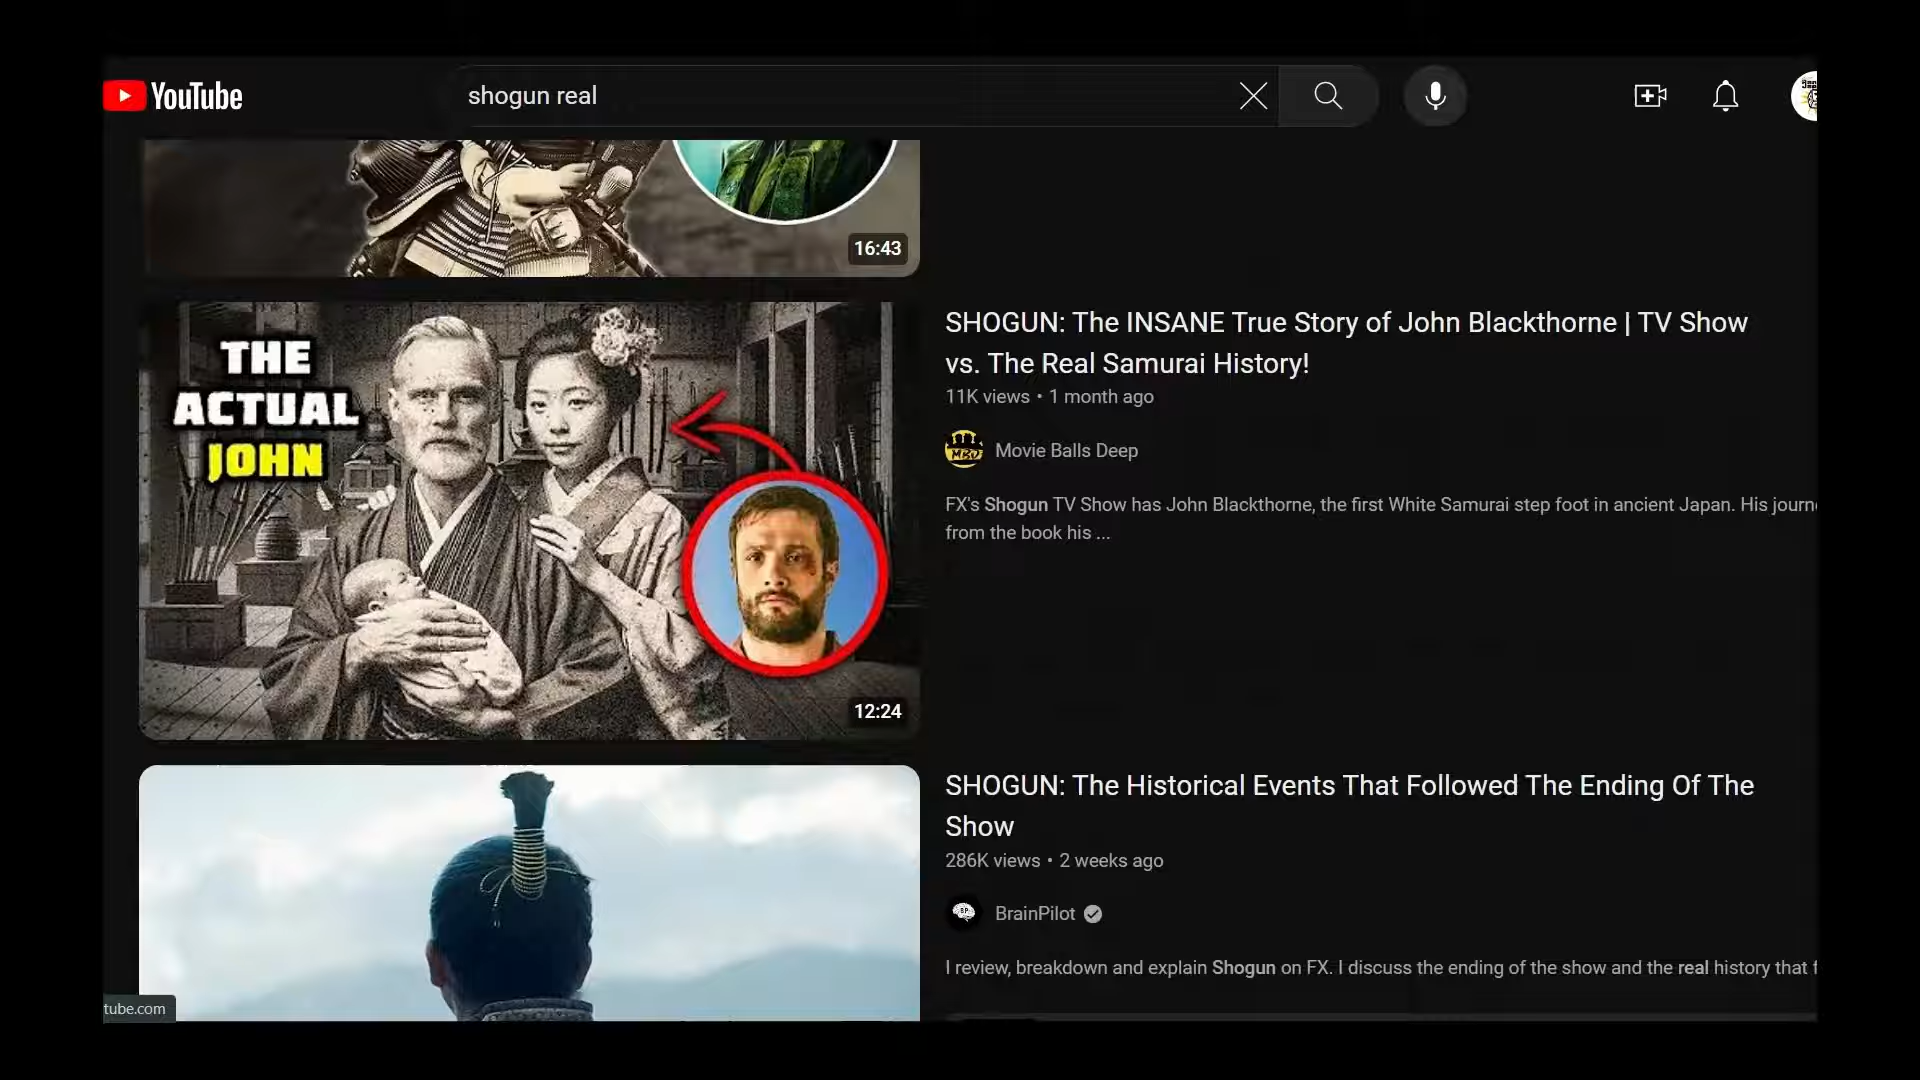 YouTube
shogun real
16:43
THE
ACTUAL
JOHN
12:24
SHOGUN: The INSANE True Story of John Blackthorne | TV Show
vs. The Real Samurai History!
11K views • 1 month ago
MBD
Movie Balls Deep
FX's Shogun TV Show has John Blackthorne, the first White Samurai step foot in ancient Japan. His journ
from the book his ...
SHOGUN: The Historical Events That Followed The Ending Of The
Show
286K views • 2 weeks ago
BP
BrainPilot
I review, breakdown and explain Shogun on FX. I discuss the ending of the show and the real history that
tube.com